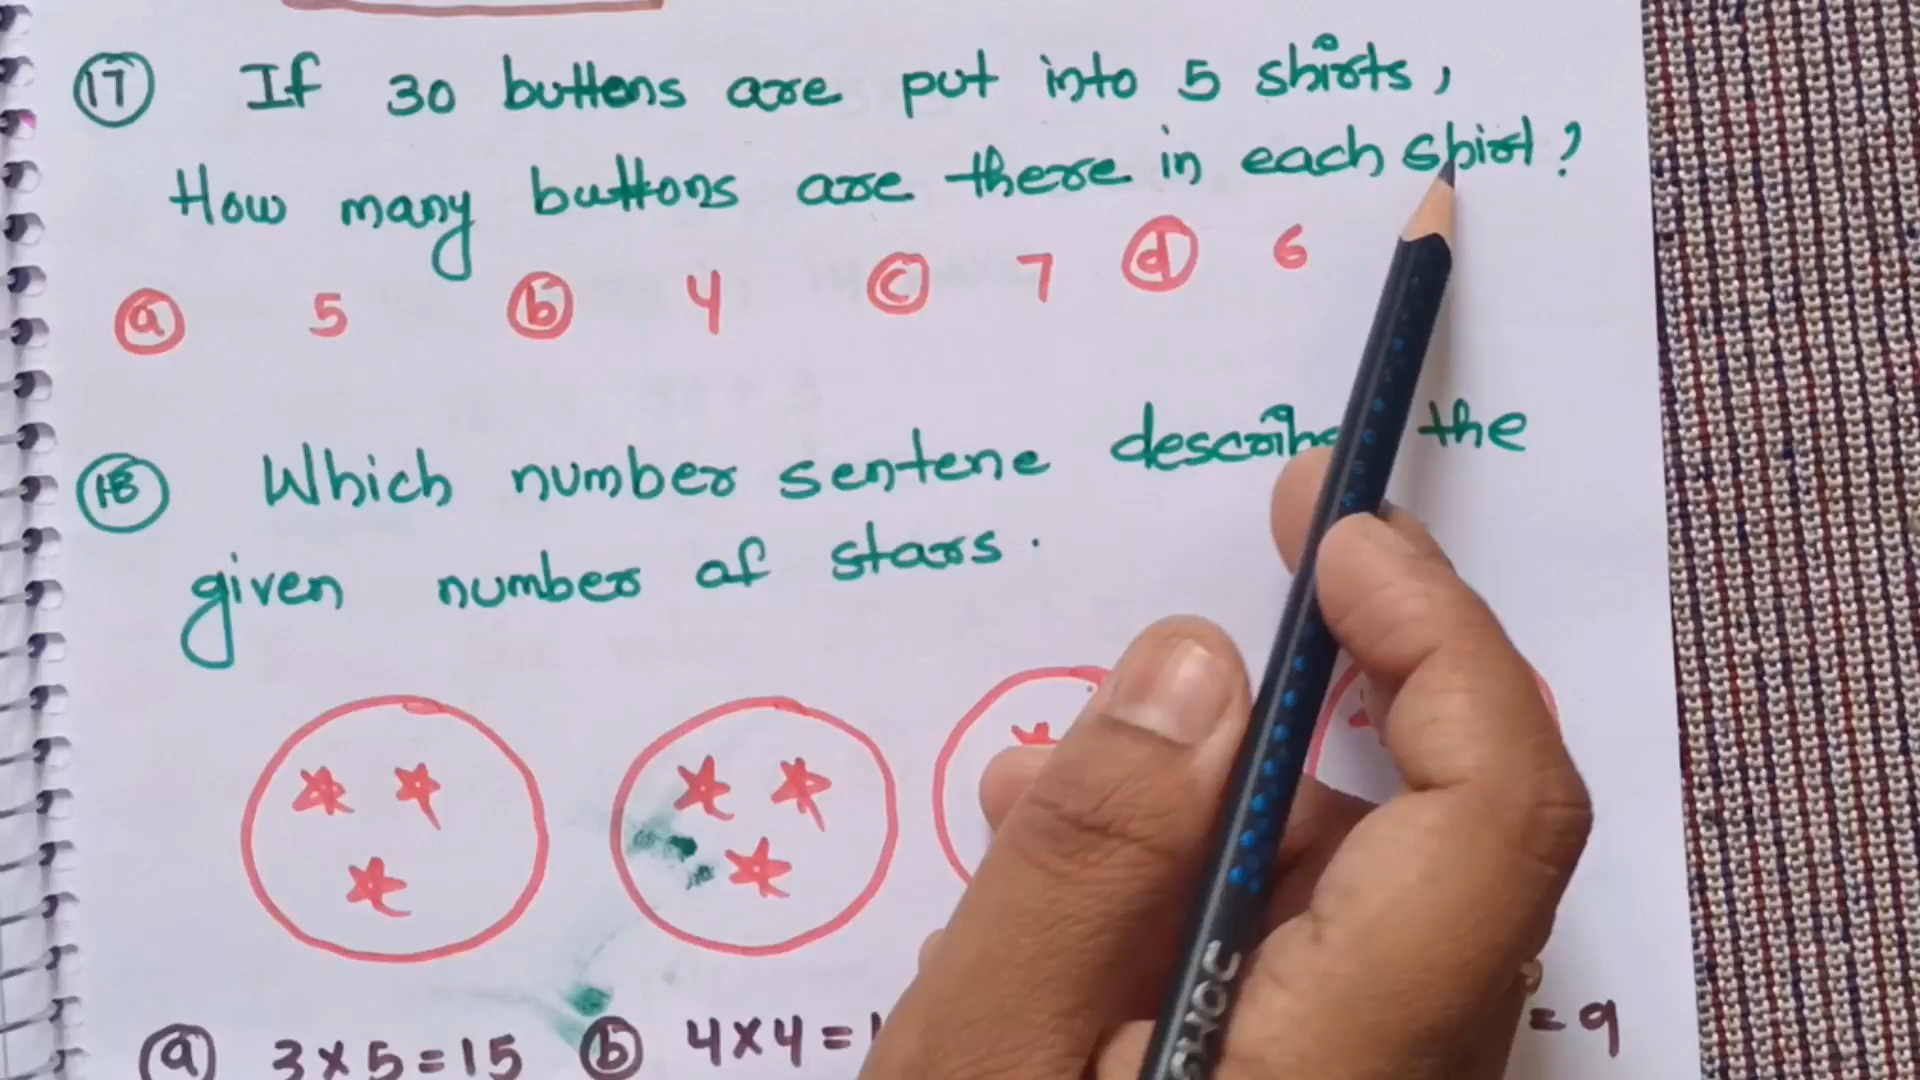 17 If 30 buttons are put into 5 shirts,
How many buttons are there in each shirt?
a 5 b 4 c 7 d 6
18 Which number sentene the
given number of stars.
a 3×5=15 b 4×4= =9